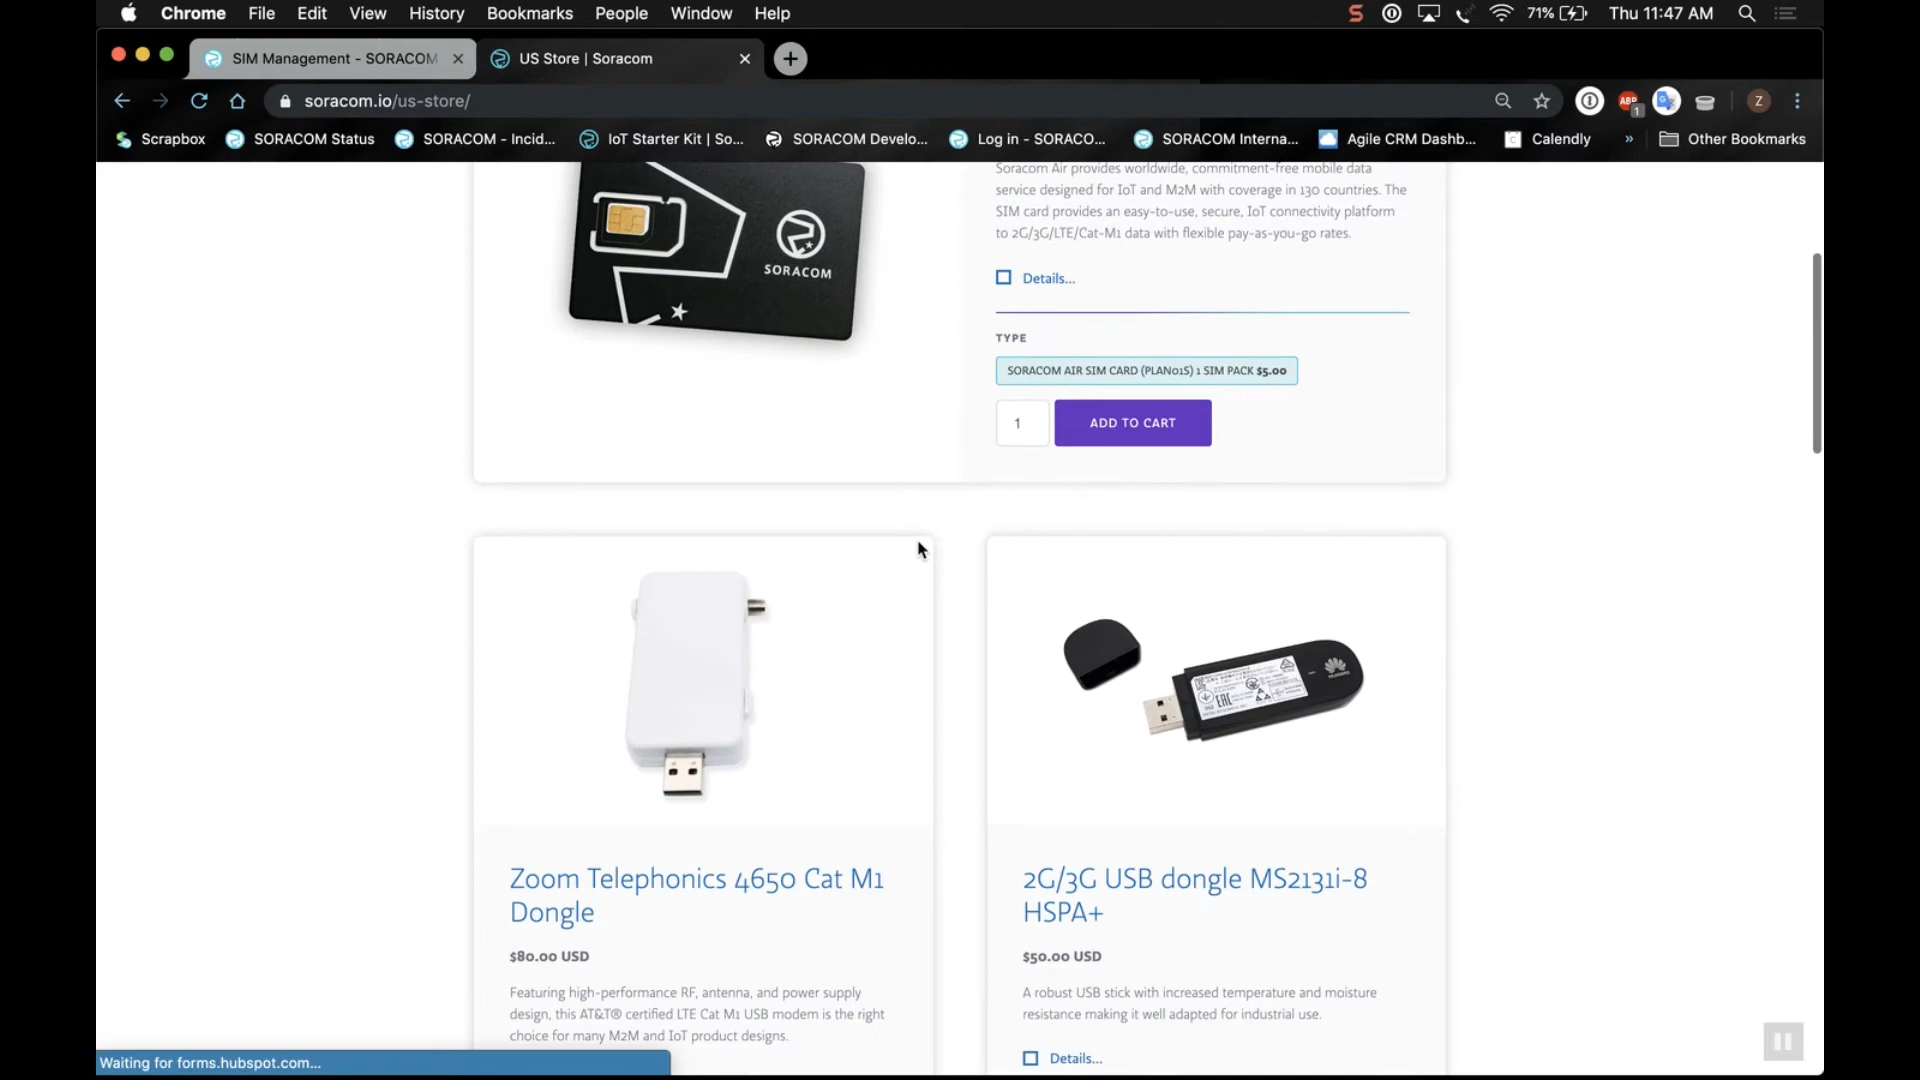 Chrome File Edit View History Bookmarks People Window Help 71% Thu 11:47 AM
SIM Management - SORACOM US Store | Soracom
soracom.io/us-store/ ABP 1 Z
Scrapbox SORACOM Status SORACOM - Incid... IoT Starter Kit | So... SORACOM Develo... Log in - SORACO... SORACOM Interna... Agile CRM Dashb... Calendly » Other Bookmarks
Soracom Air provides worldwide, commitment-free mobile data
service designed for IoT and M2M with coverage in 130 countries. The
SIM card provides an easy-to-use, secure, IoT connectivity platform
to 2G/3G/LTE/Cat-M1 data with flexible pay-as-you-go rates.
SORACOM
Details...
TYPE
SORACOM AIR SIM CARD (PLAN01S) 1 SIM PACK $5.00
1 ADD TO CART
HUAWEI
EAC
Zoom Telephonics 4650 Cat M1
Dongle
$80.00 USD
Featuring high-performance RF, antenna, and power supply
design, this AT&T® certified LTE Cat M1 USB modem is the right
choice for many M2M and IoT product designs.
2G/3G USB dongle MS2131i-8
HSPA+
$50.00 USD
A robust USB stick with increased temperature and moisture
resistance making it well adapted for industrial use.
Details...
Waiting for forms.hubspot.com...